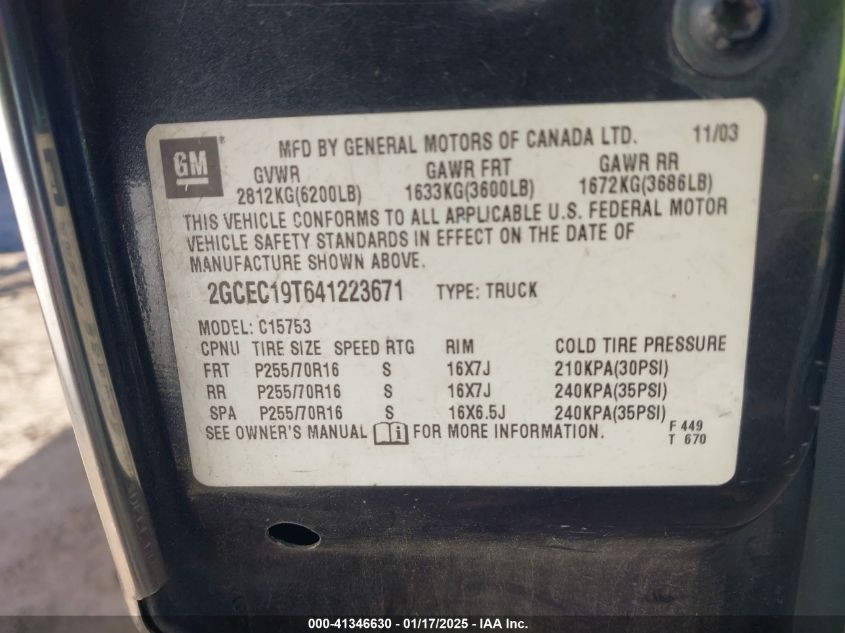 GM
MFD BY GENERAL MOTORS OF CANADA LTD. 11/03
GVWR GAWR FRT GAWR RR
2812KG(6200LB) 1633KG(3600LB) 1672KG(3686LB)
THIS VEHICLE CONFORMS TO ALL APPLICABLE U.S. FEDERAL MOTOR
VEHICLE SAFETY STANDARDS IN EFFECT ON THE DATE OF
MANUFACTURE SHOWN ABOVE.
2GCEC19T641223671 TYPE: TRUCK
MODEL: C15753
CPNU TIRE SIZE SPEED RTG RIM COLD TIRE PRESSURE
FRT P255/70R16 S 16X7J 210KPA(30PSI)
RR P255/70R16 S 16X7J 240KPA(35PSI)
SPA P255/70R16 S 16X6.5J 240KPA(35PSI)
SEE OWNER'S MANUAL i FOR MORE INFORMATION.
F 449
T 670
000-41346630 - 01/17/2025 - IAA Inc.